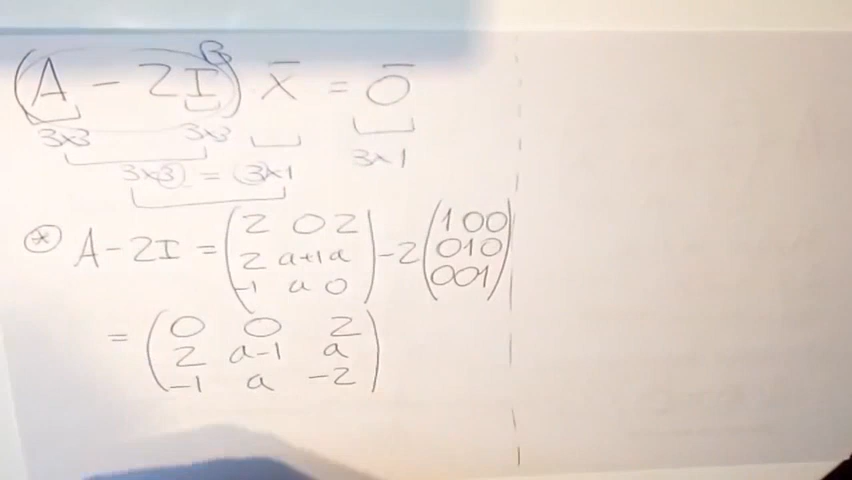 (A - 2I) x̄ = 0̄
3x3 3x3
3x3 = 3x1 3x1
* A-2I = (2 0 2) -2 (1 0 0)
(2 a+1 a) (0 1 0)
(-1 a 0) (0 0 1)
= (0 0 2)
(2 a-1 a)
(-1 a -2)